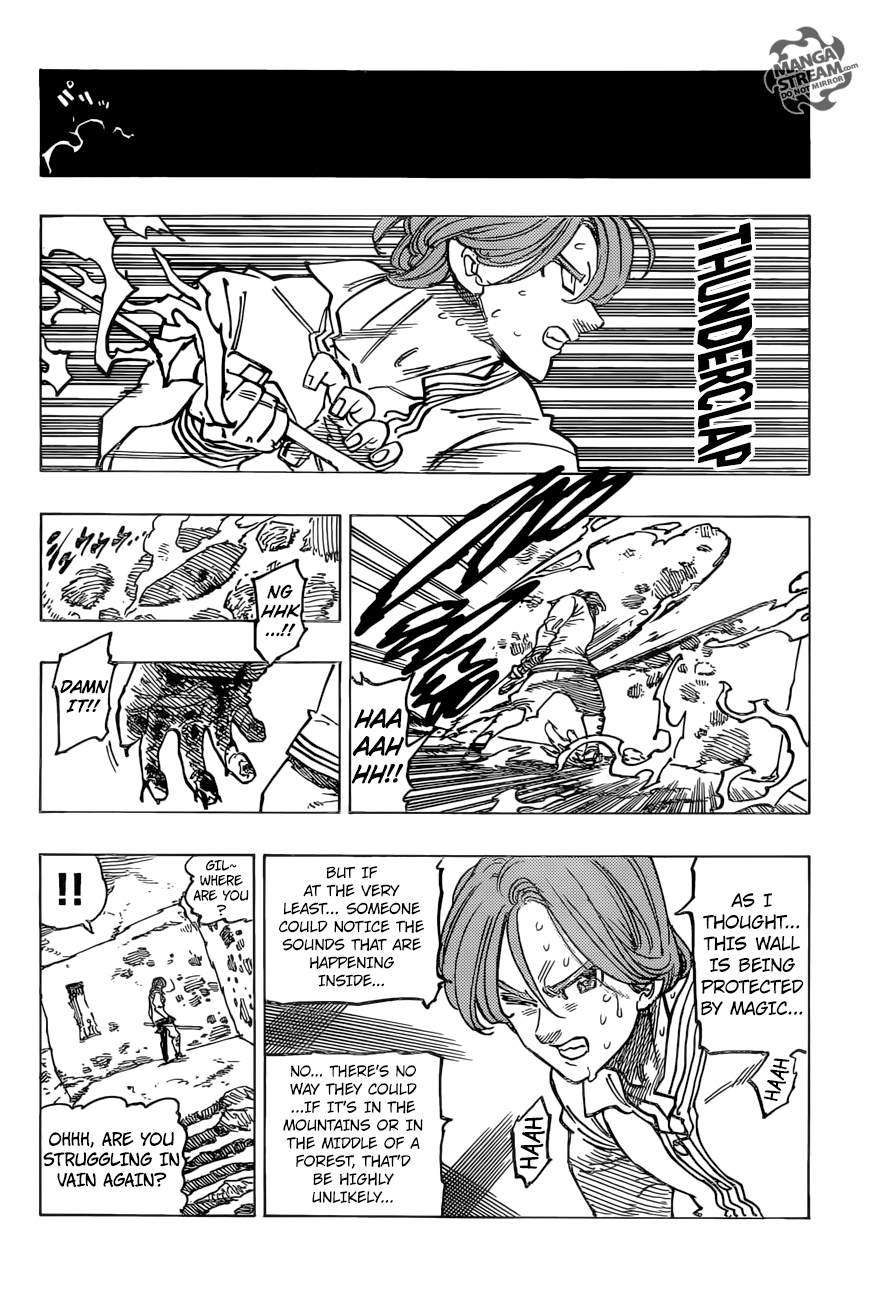 MANGA
STREAM.com
DO NOT MIRROR
THUNDERCLAP
HAA
AAH
HH!!
NG
HHK
...!!
DAMN
IT!!
AS I
THOUGHT...
THIS WALL
IS BEING
PROTECTED
BY MAGIC...
HAAH
HAAH
BUT IF
AT THE VERY
LEAST... SOMEONE
COULD NOTICE THE
SOUNDS THAT ARE
HAPPENING
INSIDE...
NO... THERE'S NO
WAY THEY COULD
...IF IT'S IN THE
MOUNTAINS OR IN
THE MIDDLE OF A
FOREST, THAT'D
BE HIGHLY
UNLIKELY...
GIL~
WHERE
ARE YOU
?
!!
OHHH, ARE YOU
STRUGGLING IN
VAIN AGAIN?